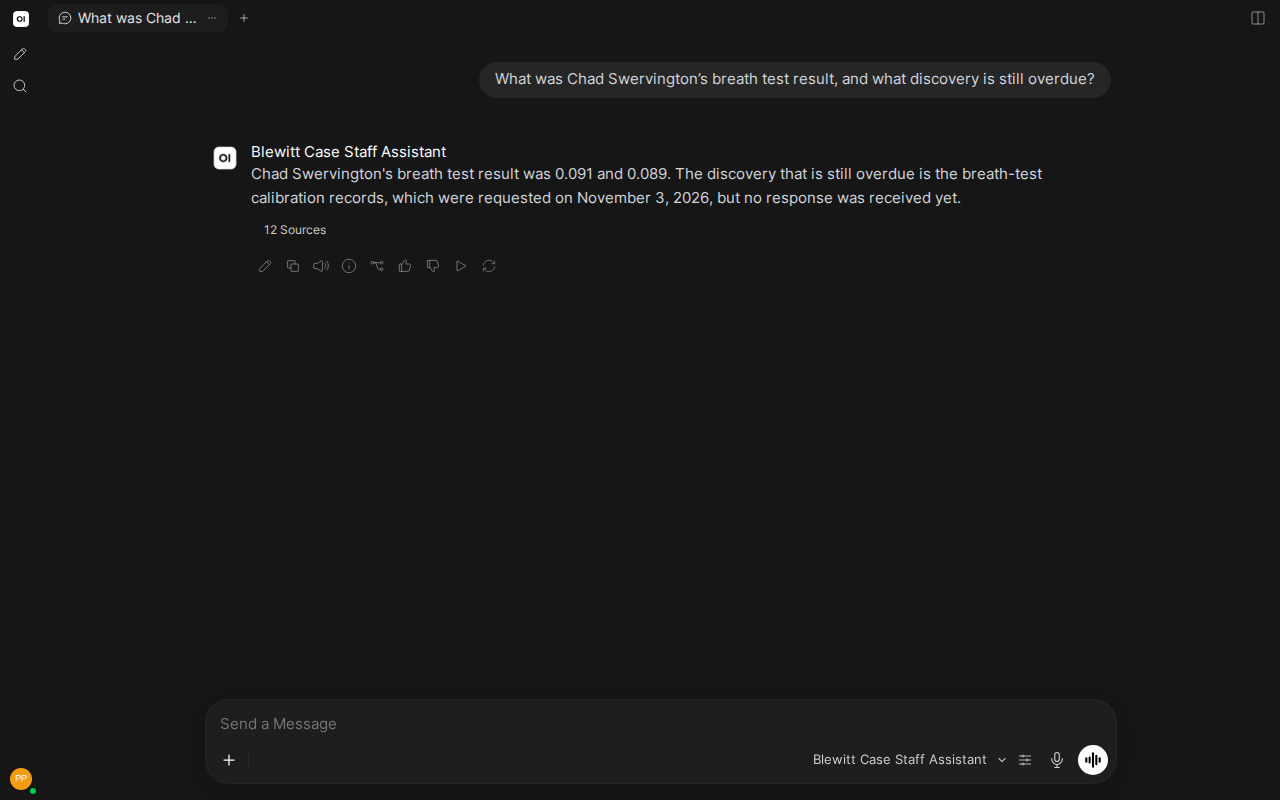 OI
What was Chad ...
What was Chad Swervington’s breath test result, and what discovery is still overdue?
OI
Blewitt Case Staff Assistant
Chad Swervington's breath test result was 0.091 and 0.089. The discovery that is still overdue is the breath-test
calibration records, which were requested on November 3, 2026, but no response was received yet.
12 Sources
Send a Message
Blewitt Case Staff Assistant
PP